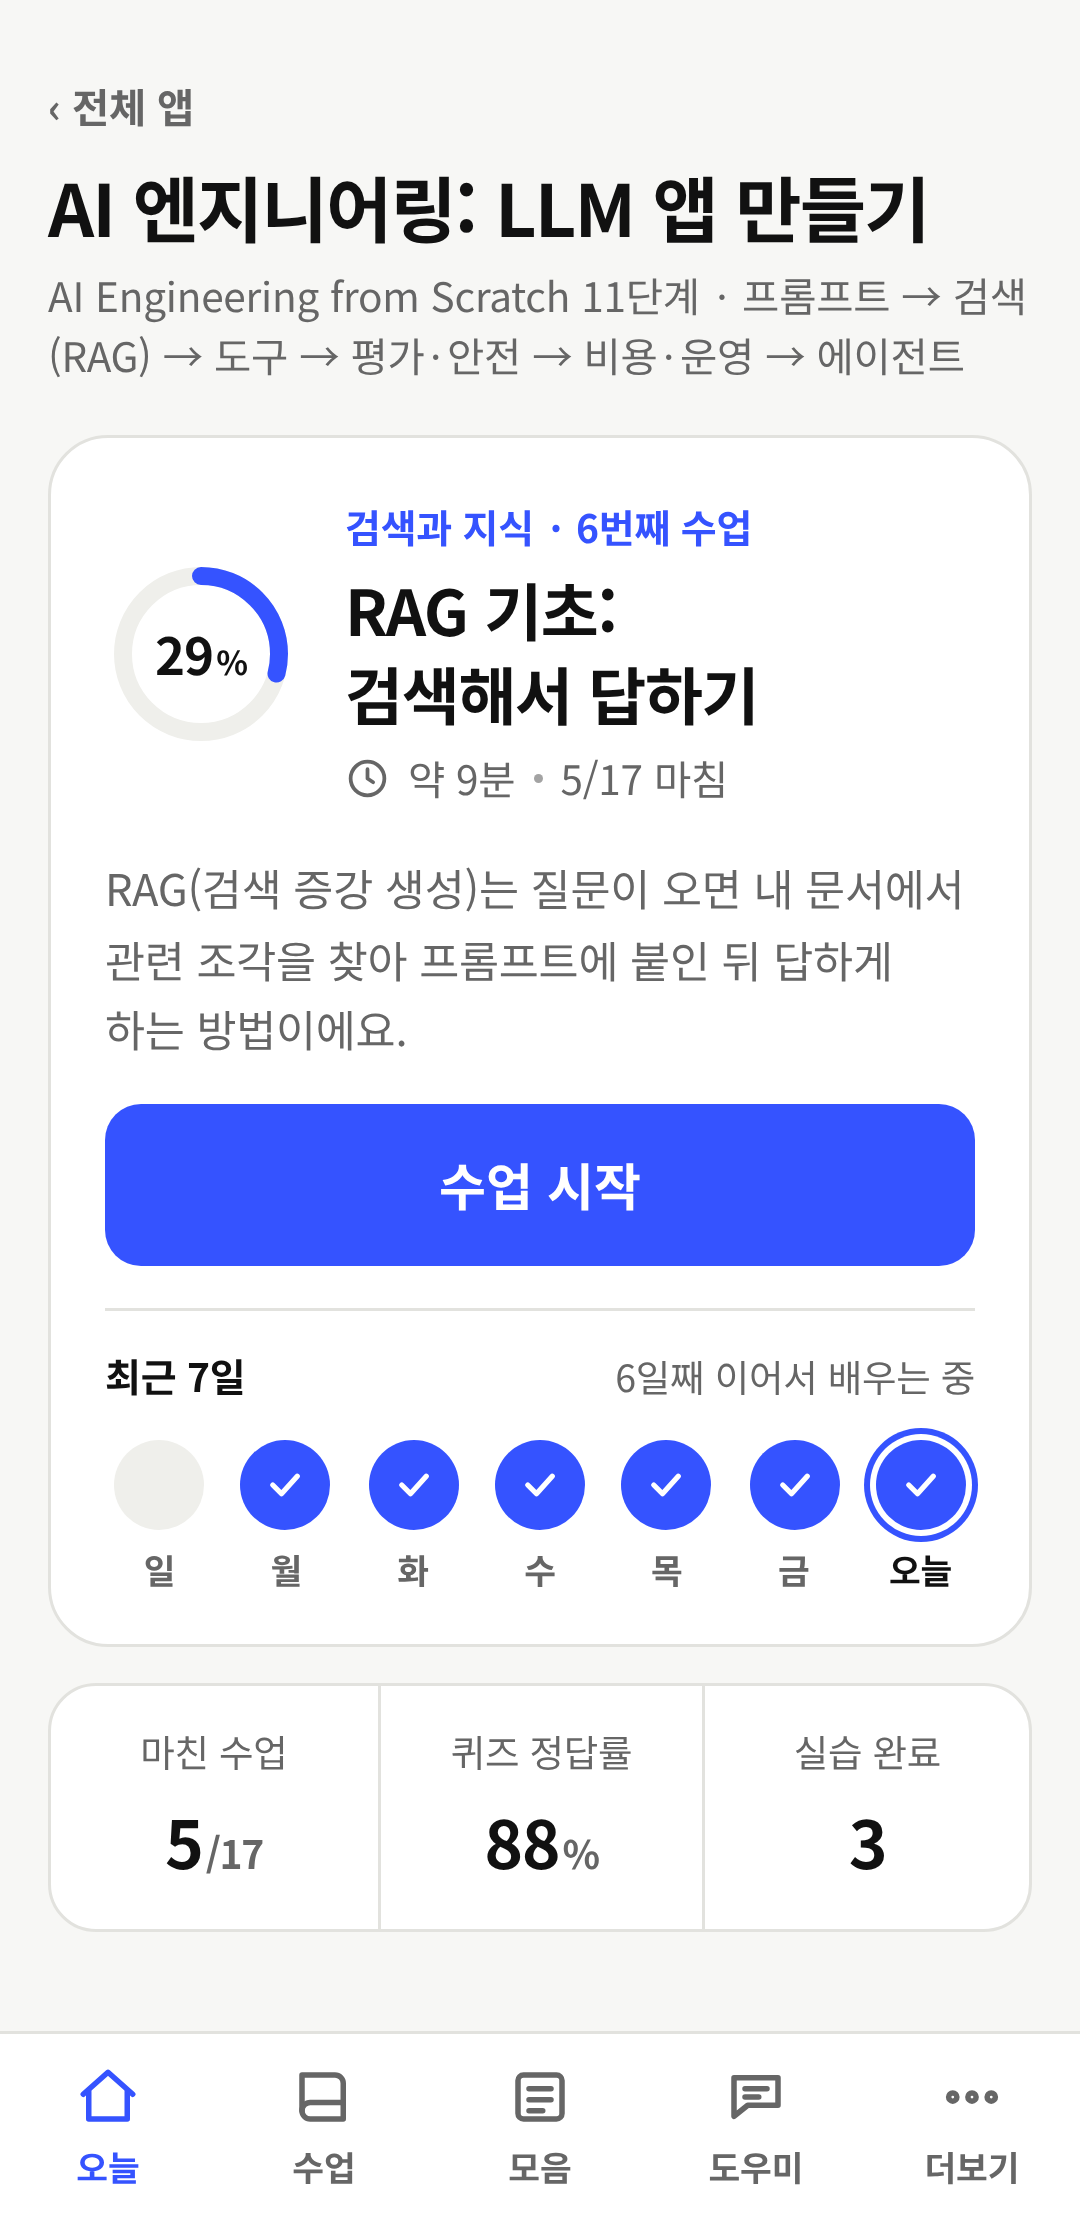 ‹ 전체 앱
AI 엔지니어링: LLM 앱 만들기
AI Engineering from Scratch 11단계 · 프롬프트 → 검색
(RAG) → 도구 → 평가·안전 → 비용·운영 → 에이전트
검색과 지식 · 6번째 수업
RAG 기초:
검색해서 답하기
29%
약 9분 • 5/17 마침
RAG(검색 증강 생성)는 질문이 오면 내 문서에서
관련 조각을 찾아 프롬프트에 붙인 뒤 답하게
하는 방법이에요.
수업 시작
최근 7일 6일째 이어서 배우는 중
일 월 화 수 목 금 오늘
마친 수업 퀴즈 정답률 실습 완료
5/17 88% 3
오늘 수업 모음 도우미 더보기